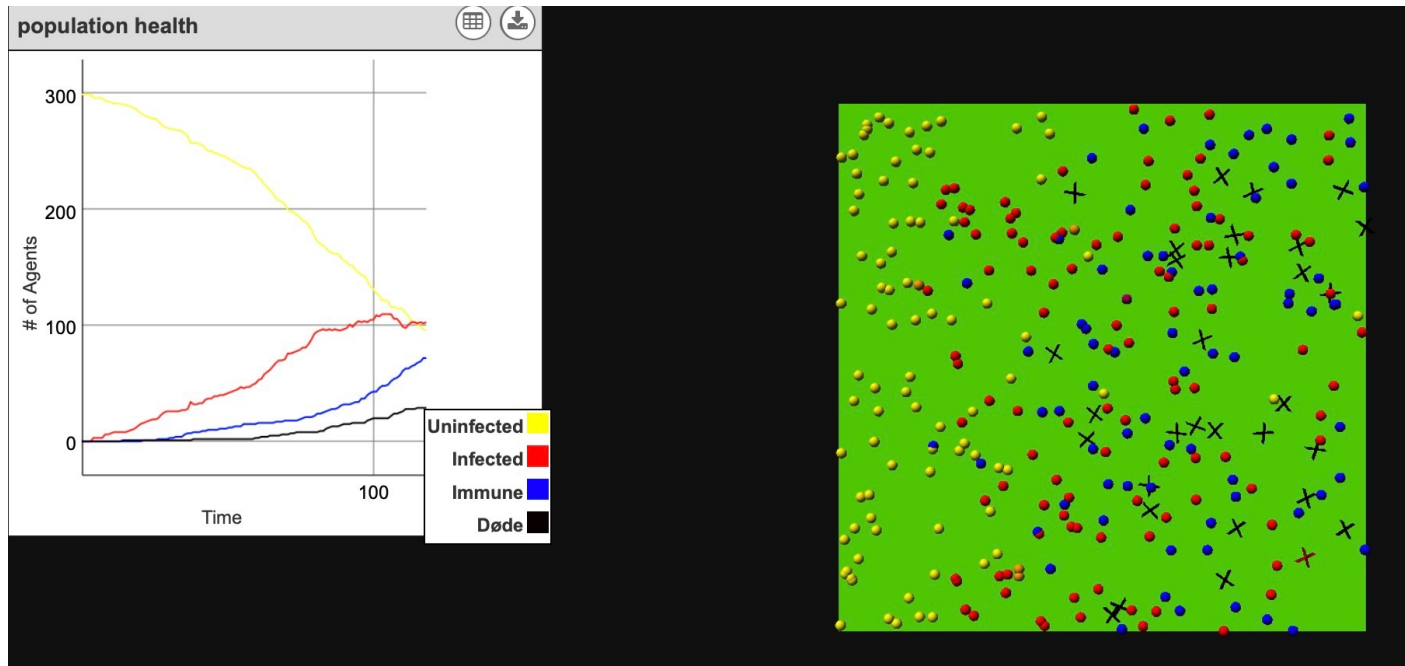 population health
300
200
100
0
# of Agents
100
Time
Uninfected
Infected
Immune
Døde